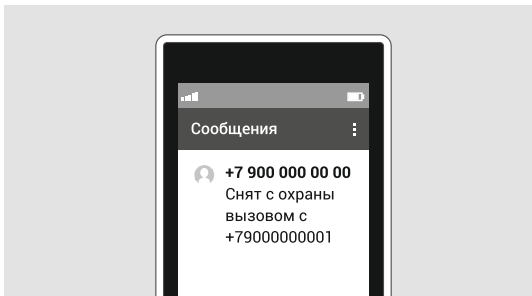 Сообщения
+7 900 000 00 00
Снят с охраны
вызовом с
+79000000001